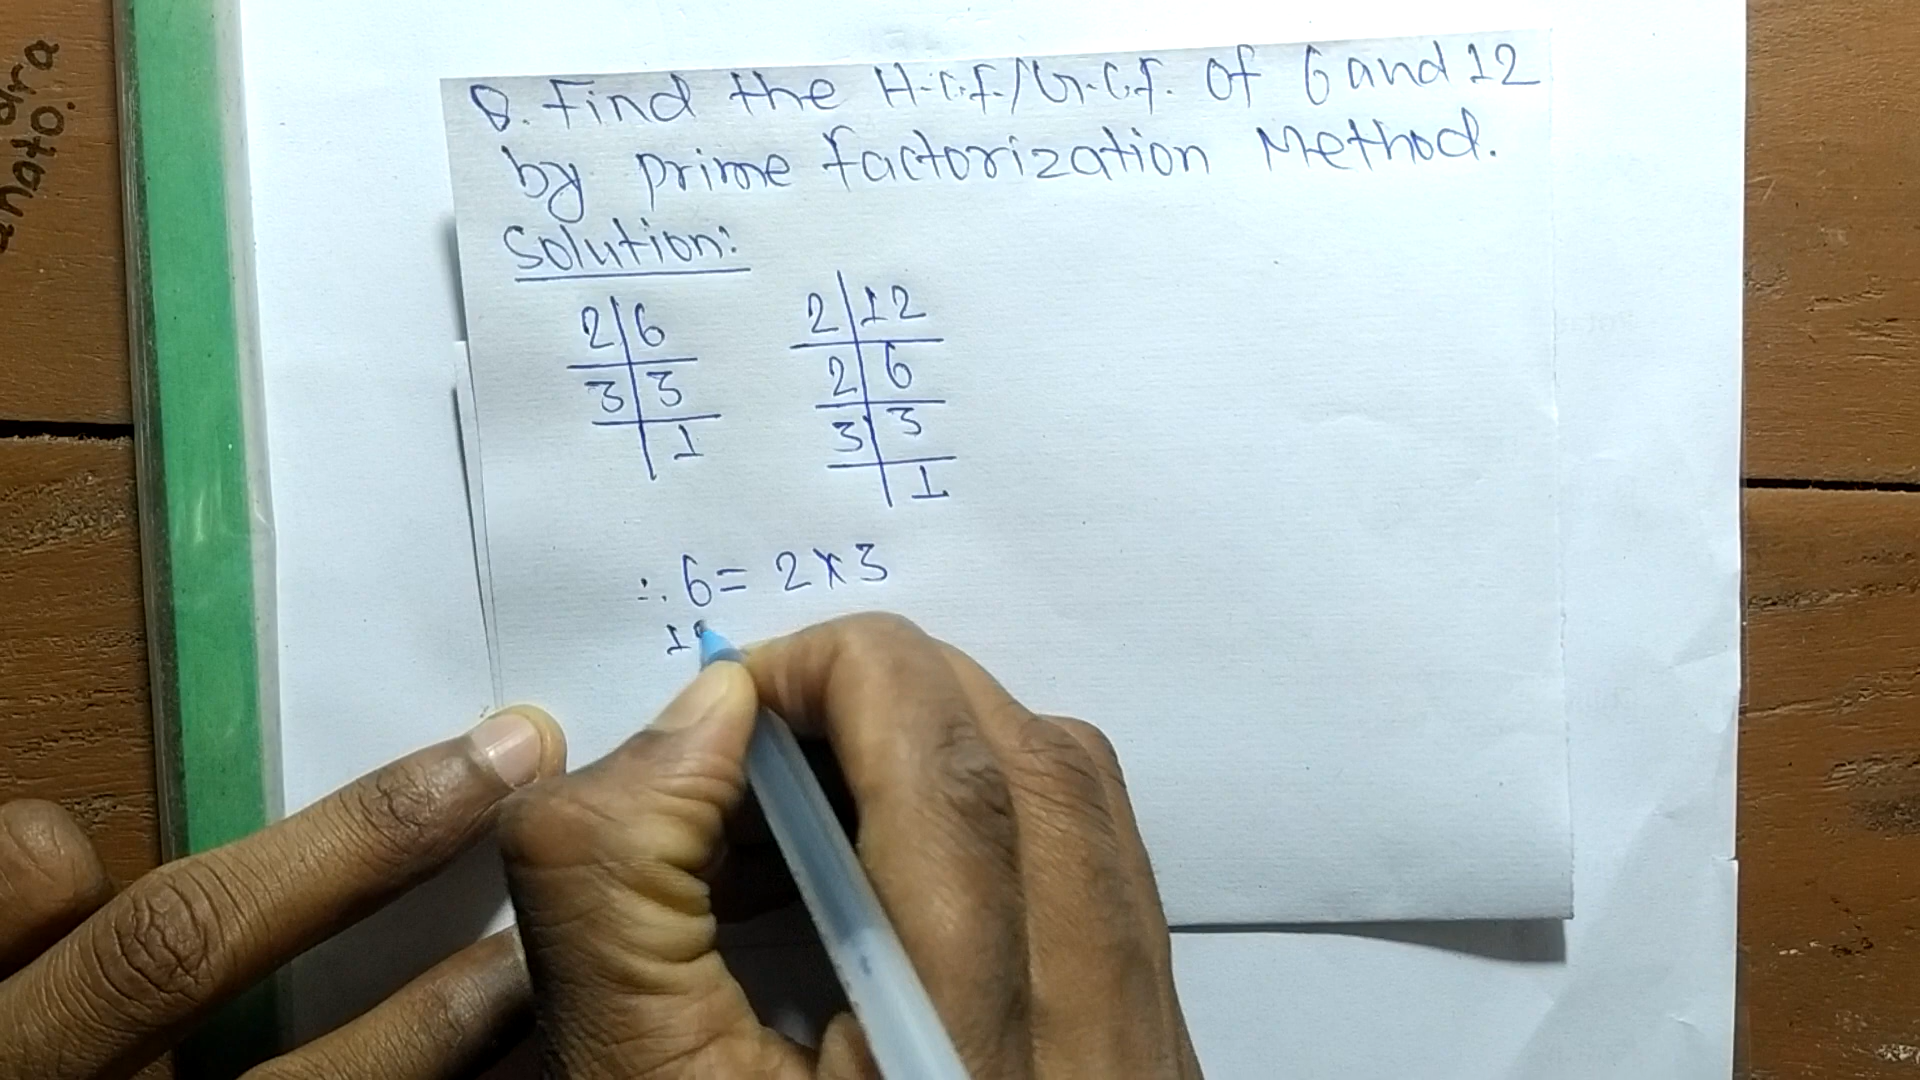 Q. Find the H.C.F./G.C.F. of 6 and 12
by prime factorization Method.
Solution:
2 6
3 3
1
2 12
2 6
3 3
1
∴ 6 = 2×3
1